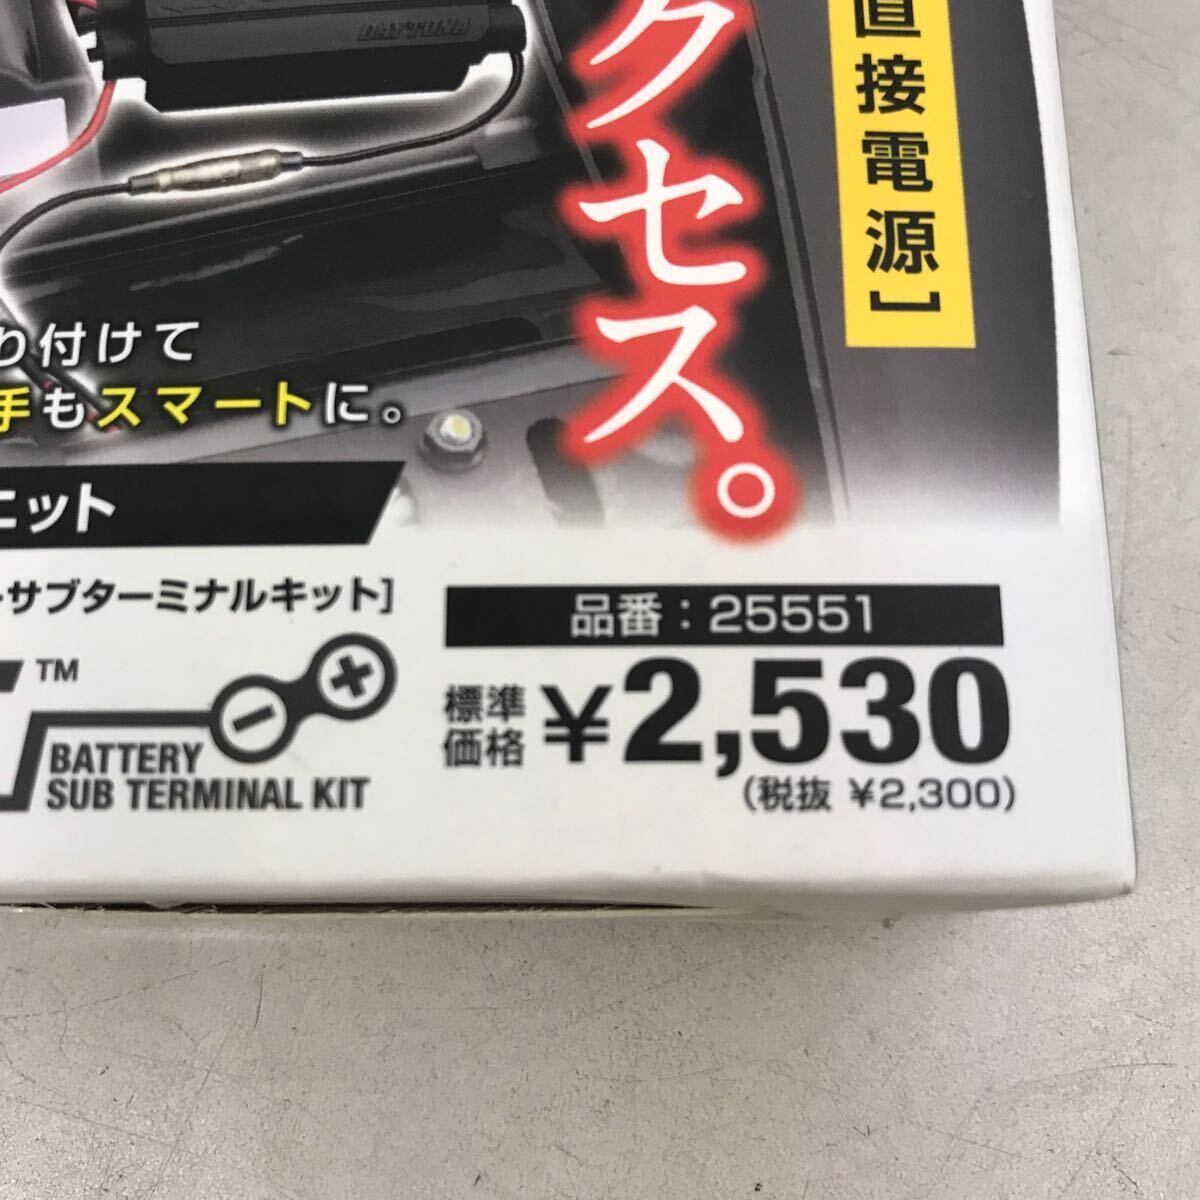 DAYTONA
直接電源】
クセス。
り付けて
手もスマートに。
ニット
サブターミナルキット]
品番：25551
TM
BATTERY
SUB TERMINAL KIT
標準価格 ¥2,530
(税抜 ¥2,300)